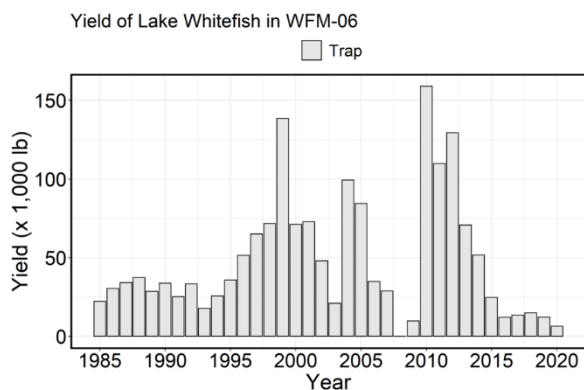 Yield of Lake Whitefish in WFM-06
Trap
Yield (x 1,000 lb)
150
100
50
0
1985 1990 1995 2000 2005 2010 2015 2020
Year